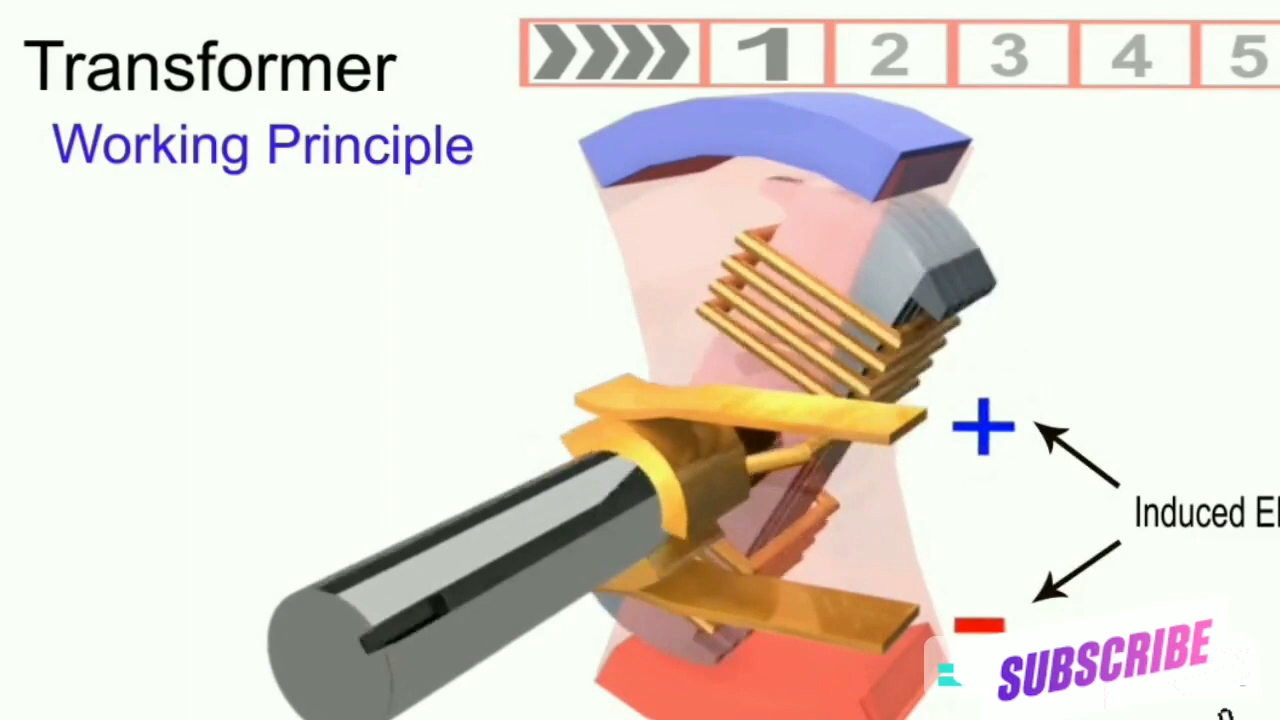 Transformer
Working Principle
1 2 3 4 5
+
Induced
-
SUBSCRIBE